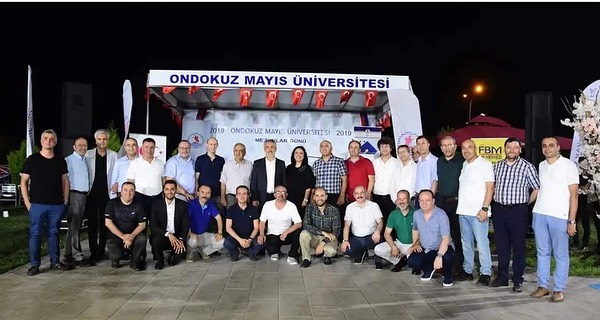 ONDOKUZ MAYIS ÜNİVERSİTESİ
2019 ONDOKUZ MAYIS ÜNİVERSİTESİ 2019
MEZUNLAR GÜNÜ
FBM